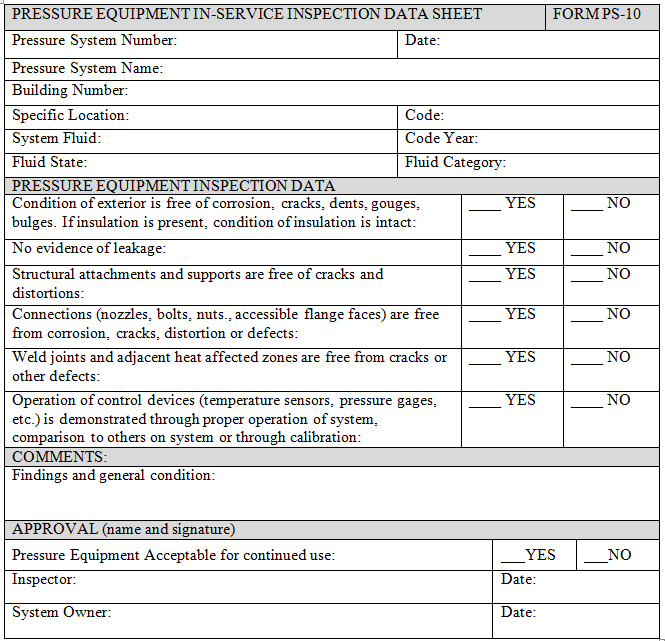 PRESSURE EQUIPMENT IN-SERVICE INSPECTION DATA SHEET FORM PS-10
Pressure System Number: Date:
Pressure System Name:
Building Number:
Specific Location: Code:
System Fluid: Code Year:
Fluid State: Fluid Category:
PRESSURE EQUIPMENT INSPECTION DATA
Condition of exterior is free of corrosion, cracks, dents, gouges, ____ YES ____ NO
bulges. If insulation is present, condition of insulation is intact:
No evidence of leakage: ____ YES ____ NO
Structural attachments and supports are free of cracks and ____ YES ____ NO
distortions:
Connections (nozzles, bolts, nuts., accessible flange faces) are free ____ YES ____ NO
from corrosion, cracks, distortion or defects:
Weld joints and adjacent heat affected zones are free from cracks or ____ YES ____ NO
other defects:
Operation of control devices (temperature sensors, pressure gages, ____ YES ____ NO
etc.) is demonstrated through proper operation of system,
comparison to others on system or through calibration:
COMMENTS:
Findings and general condition:
APPROVAL (name and signature)
Pressure Equipment Acceptable for continued use: ___YES ___NO
Inspector: Date:
System Owner: Date: